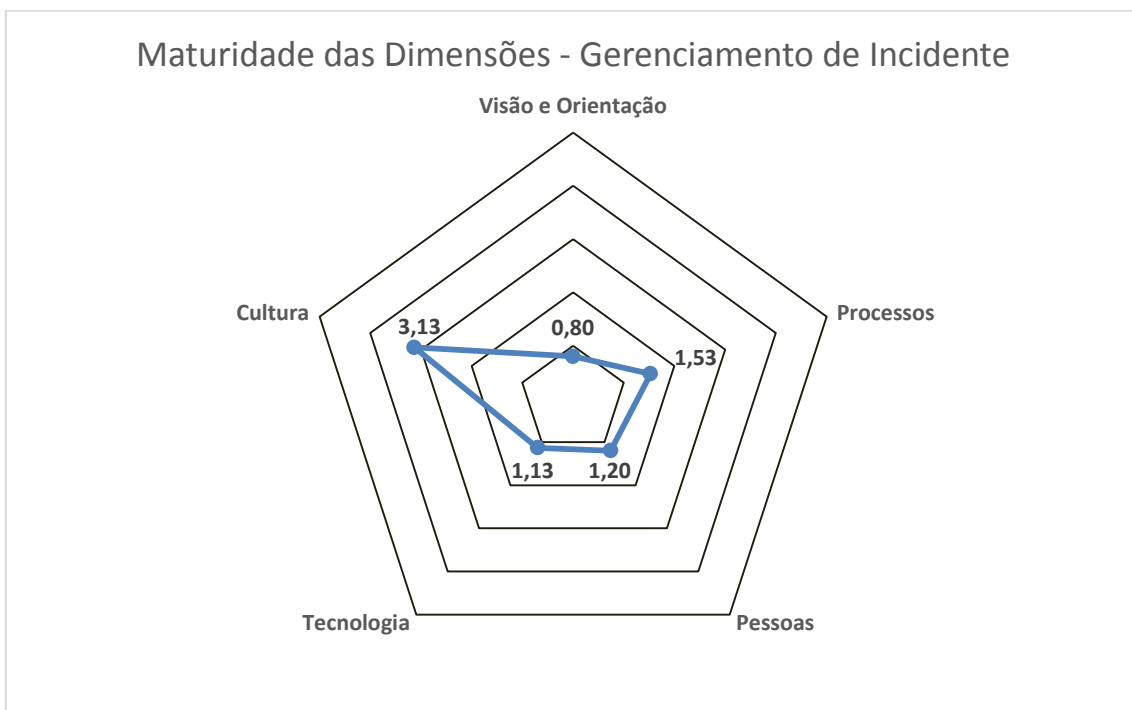 Maturidade das Dimensões - Gerenciamento de Incidente
Visão e Orientação
Cultura
Processos
3,13
0,80
1,53
1,13
1,20
Tecnologia
Pessoas